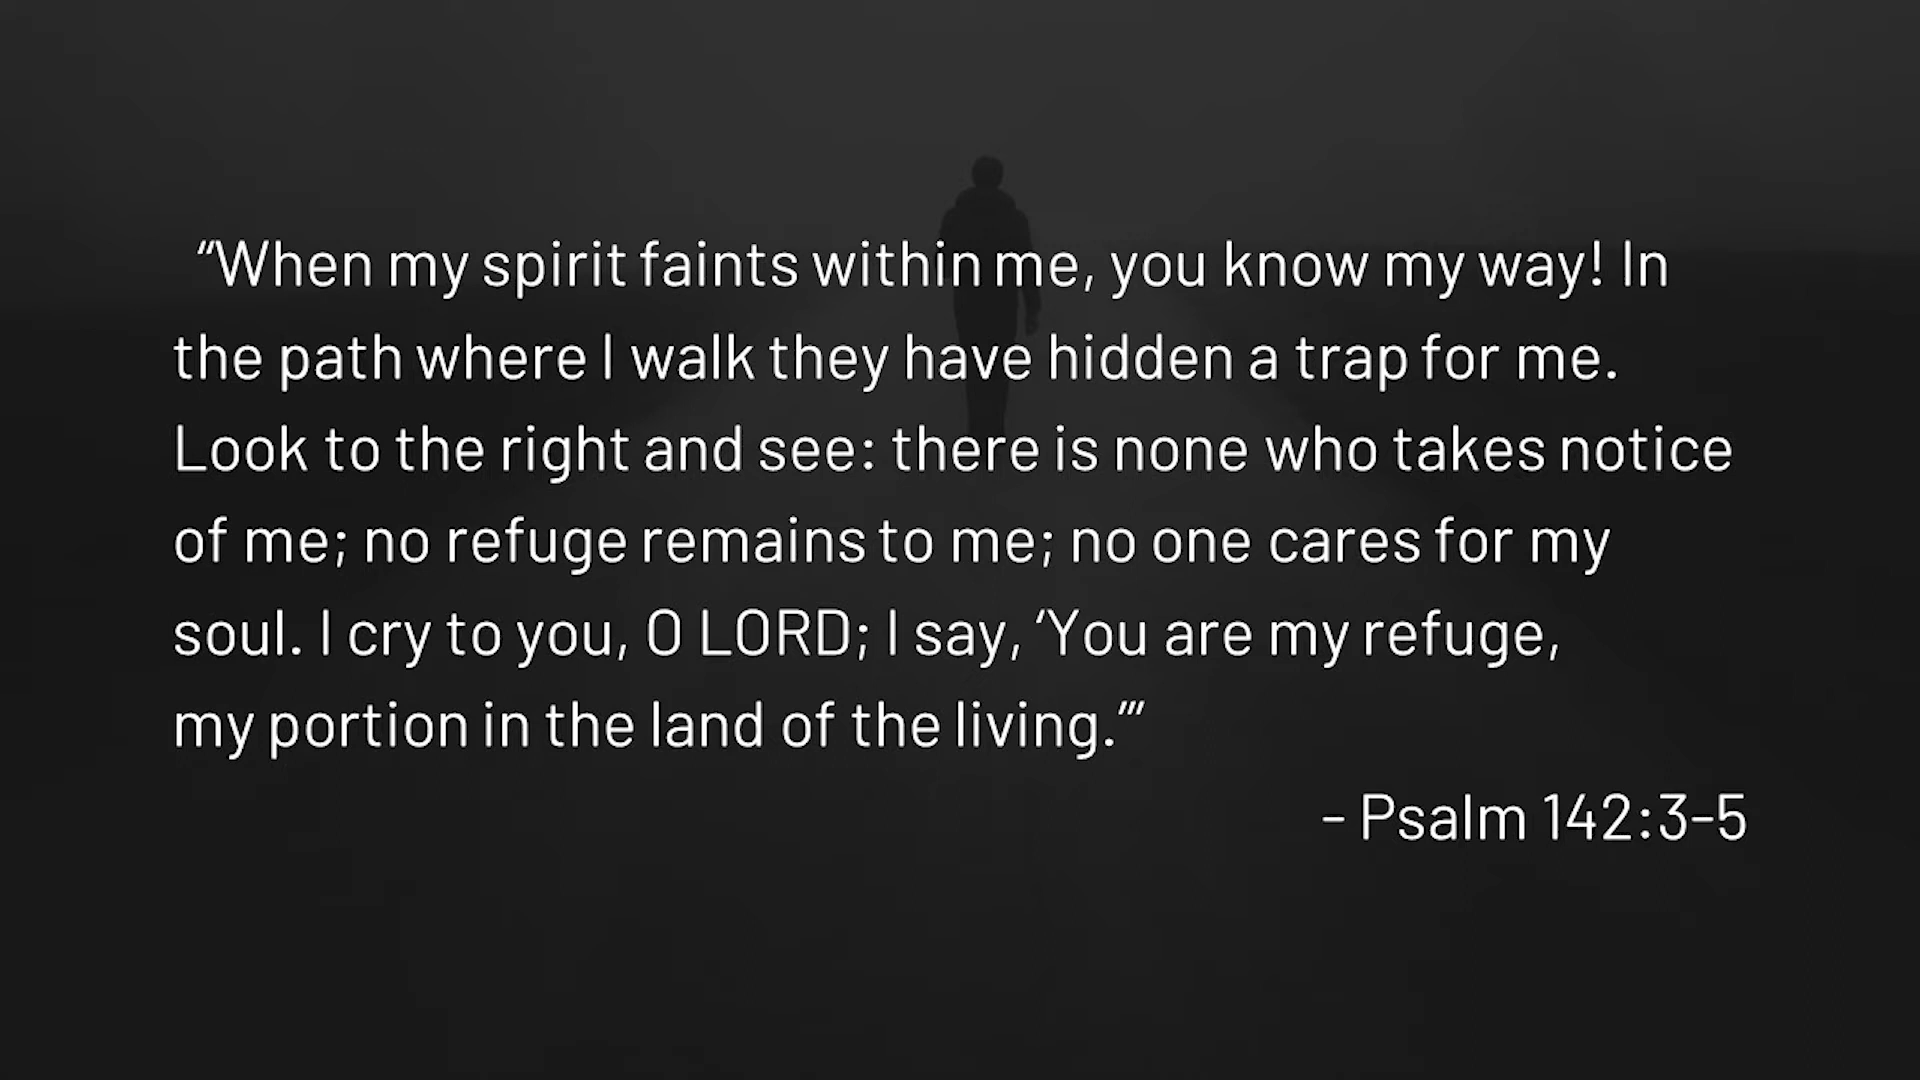 “When my spirit faints within me, you know my way! In
the path where I walk they have hidden a trap for me.
Look to the right and see: there is none who takes notice
of me; no refuge remains to me; no one cares for my
soul. I cry to you, O LORD; I say, ‘You are my refuge,
my portion in the land of the living.’”
- Psalm 142:3-5